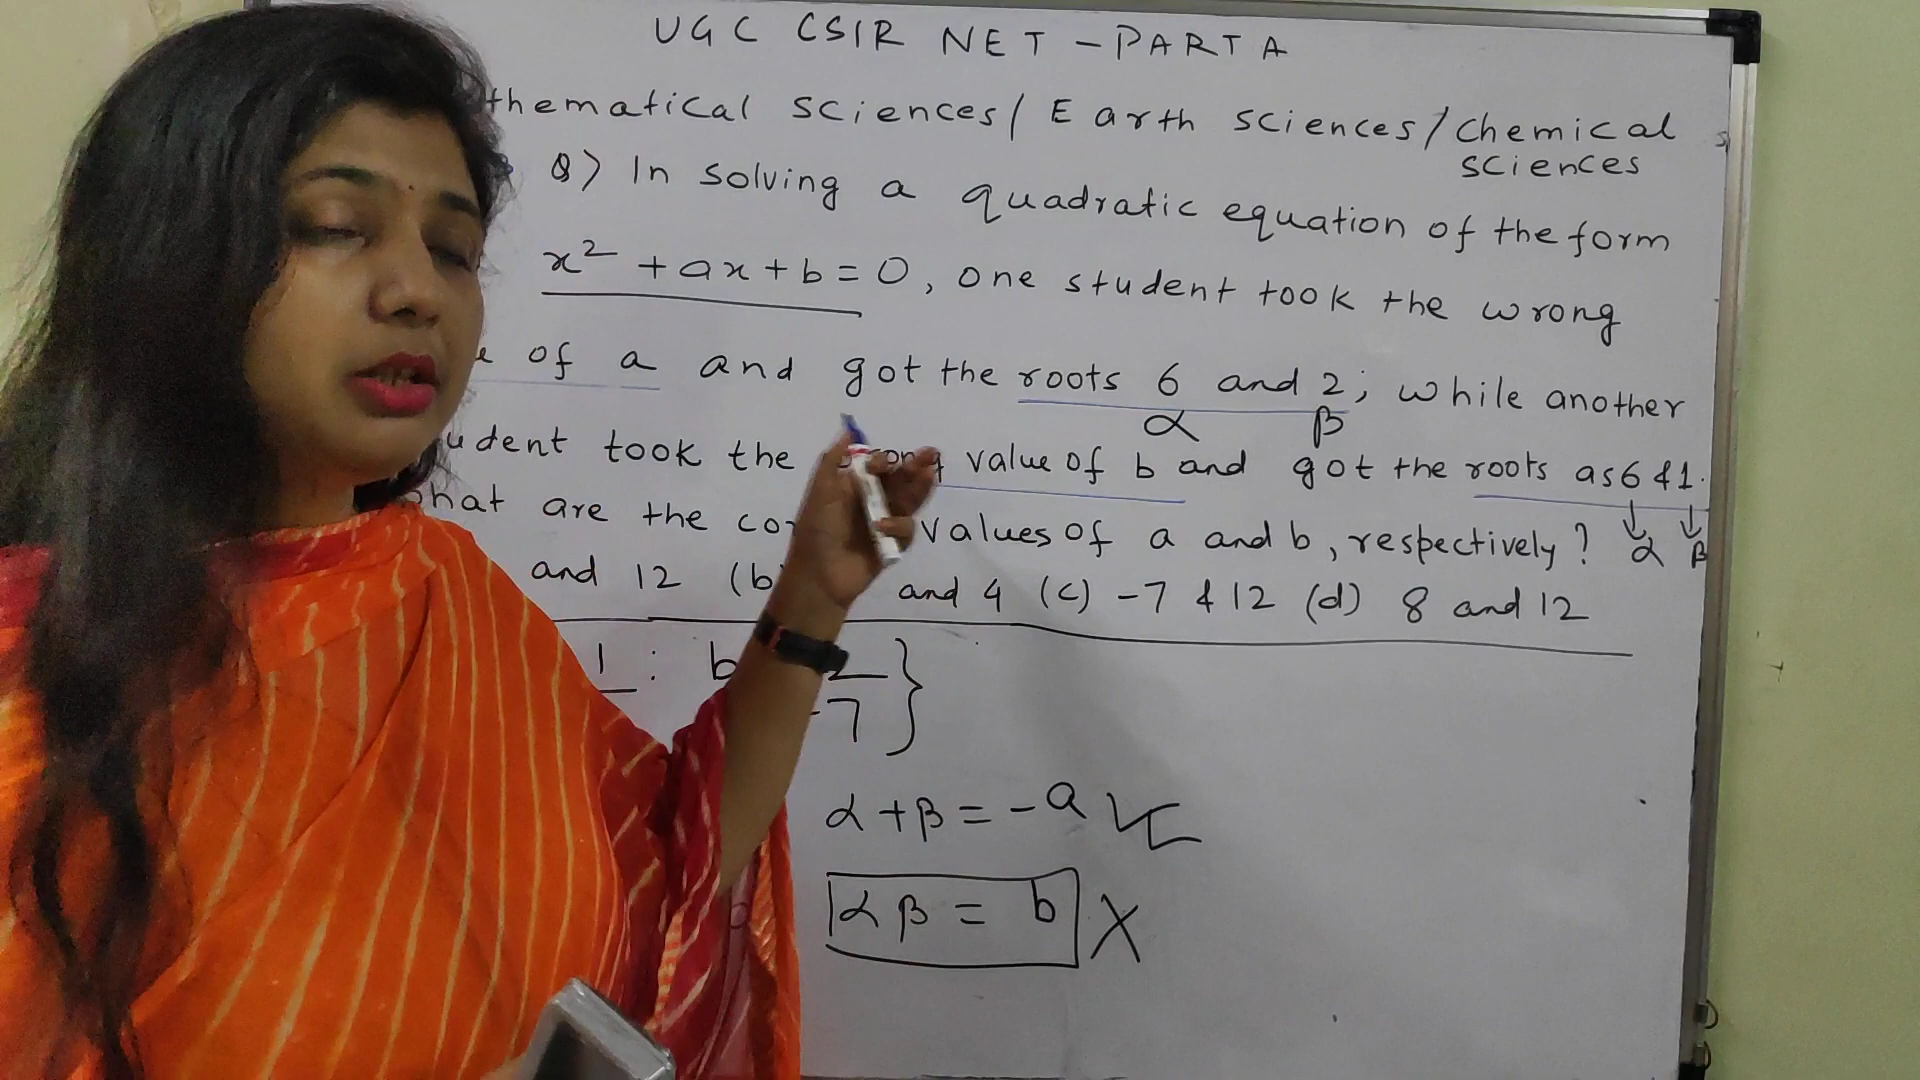 UGC CSIR NET - PART A
thematical sciences/ Earth sciences/Chemical
sciences
Q) In solving a quadratic equation of the form
x² + ax + b = 0, one student took the wrong
of a and got the roots 6 and 2; while another
α β
udent took the wrong value of b and got the roots as 6 & 1.
hat are the values of a and b, respectively? α β
and 12 (b) and 4 (c) -7 & 12 (d) 8 and 12
1 : b
-7 }
α + β = -a
αβ = b X